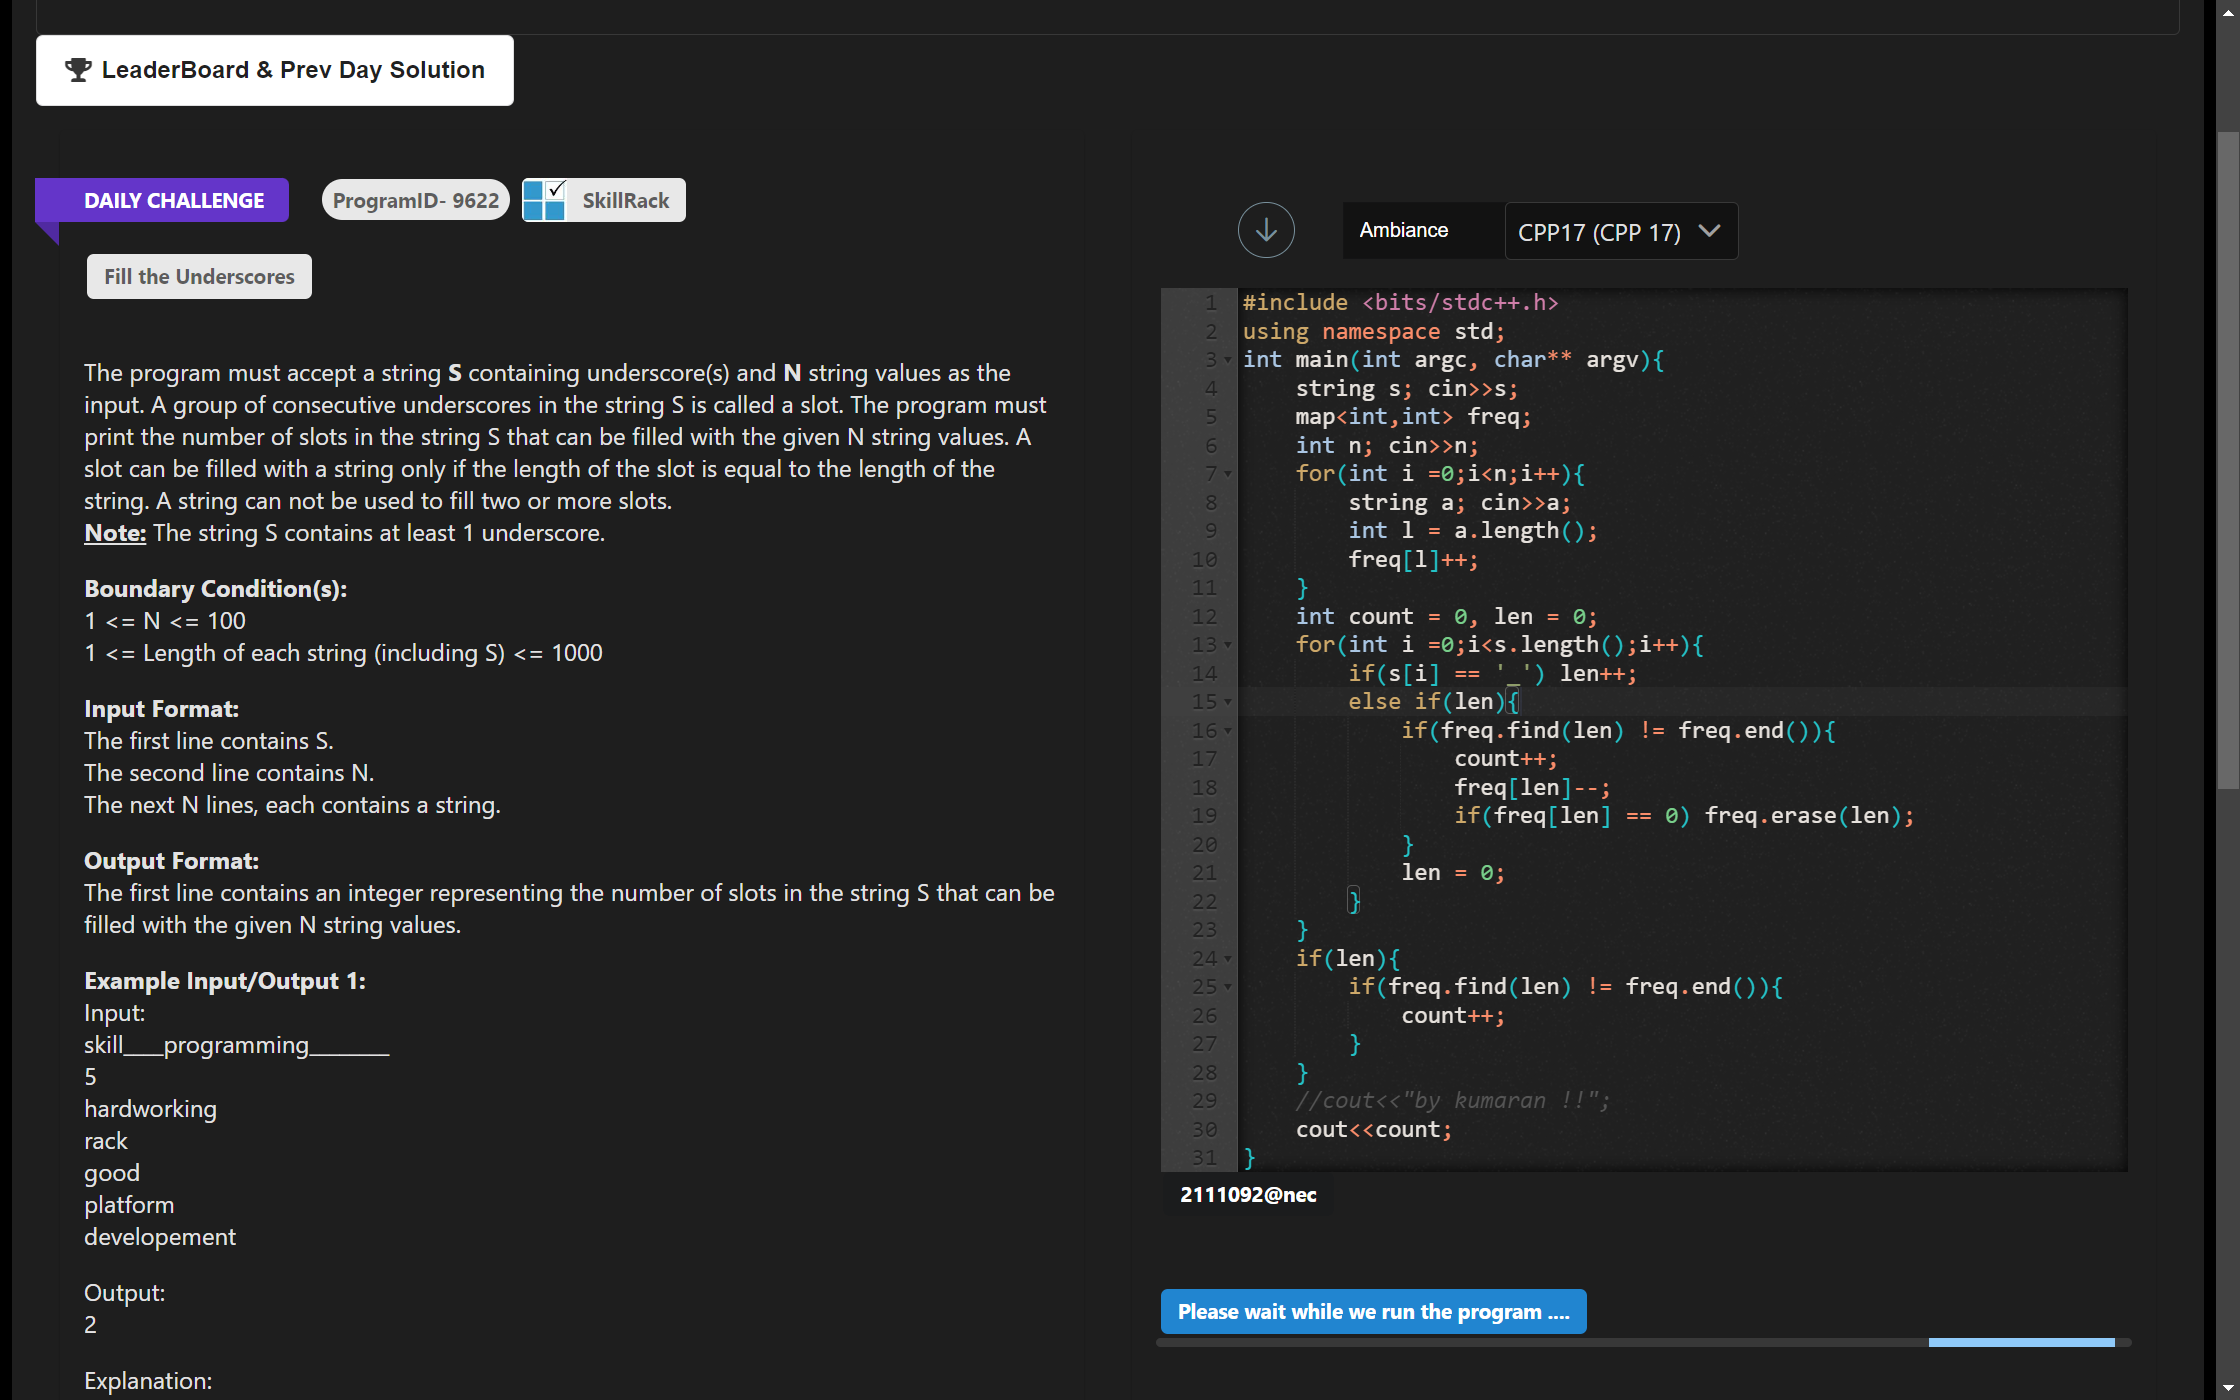 LeaderBoard & Prev Day Solution
DAILY CHALLENGE
ProgramID- 9622
SkillRack
Fill the Underscores
The program must accept a string S containing underscore(s) and N string values as the
input. A group of consecutive underscores in the string S is called a slot. The program must
print the number of slots in the string S that can be filled with the given N string values. A
slot can be filled with a string only if the length of the slot is equal to the length of the
string. A string can not be used to fill two or more slots.
Note: The string S contains at least 1 underscore.
Boundary Condition(s):
1 <= N <= 100
1 <= Length of each string (including S) <= 1000
Input Format:
The first line contains S.
The second line contains N.
The next N lines, each contains a string.
Output Format:
The first line contains an integer representing the number of slots in the string S that can be
filled with the given N string values.
Example Input/Output 1:
Input:
skill____programming________
5
hardworking
rack
good
platform
developement
Output:
2
Explanation:
Ambiance
CPP17 (CPP 17)
1 #include <bits/stdc++.h>
2 using namespace std;
3 int main(int argc, char** argv){
4     string s; cin>>s;
5     map<int,int> freq;
6     int n; cin>>n;
7     for(int i =0;i<n;i++){
8         string a; cin>>a;
9         int l = a.length();
10         freq[l]++;
11     }
12     int count = 0, len = 0;
13     for(int i =0;i<s.length();i++){
14         if(s[i] == '_') len++;
15         else if(len){
16             if(freq.find(len) != freq.end()){
17                 count++;
18                 freq[len]--;
19                 if(freq[len] == 0) freq.erase(len);
20             }
21             len = 0;
22         }
23     }
24     if(len){
25         if(freq.find(len) != freq.end()){
26             count++;
27         }
28     }
29     //cout<<"by kumaran !!";
30     cout<<count;
31 }
2111092@nec
Please wait while we run the program ....